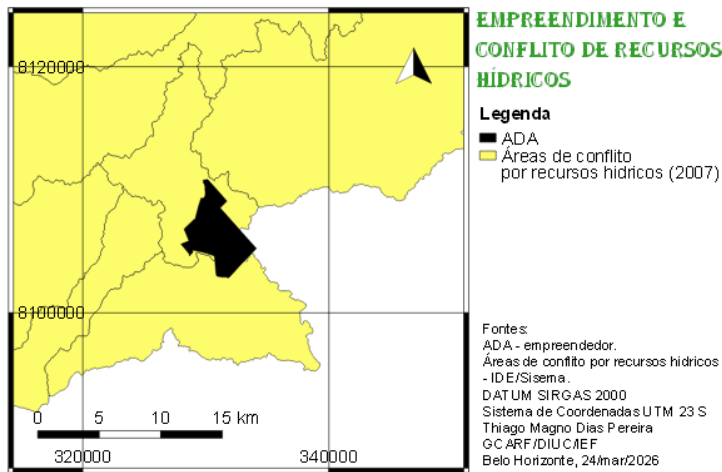 EMPREENDIMENTO E
CONFLITO DE RECURSOS
HÍDRICOS
Legenda
ADA
Áreas de conflito
por recursos hidricos (2007)
8120000
8100000
0 5 10 15 km
320000 340000
Fontes:
ADA - empreendedor.
Áreas de conflito por recursos hidricos
- IDE/Sisema.
DATUM SIRGAS 2000
Sistema de Coordenadas UTM 23 S
Thiago Magno Dias Pereira
GCARF/DIUC/IEF
Belo Horizonte, 24/mar/2026